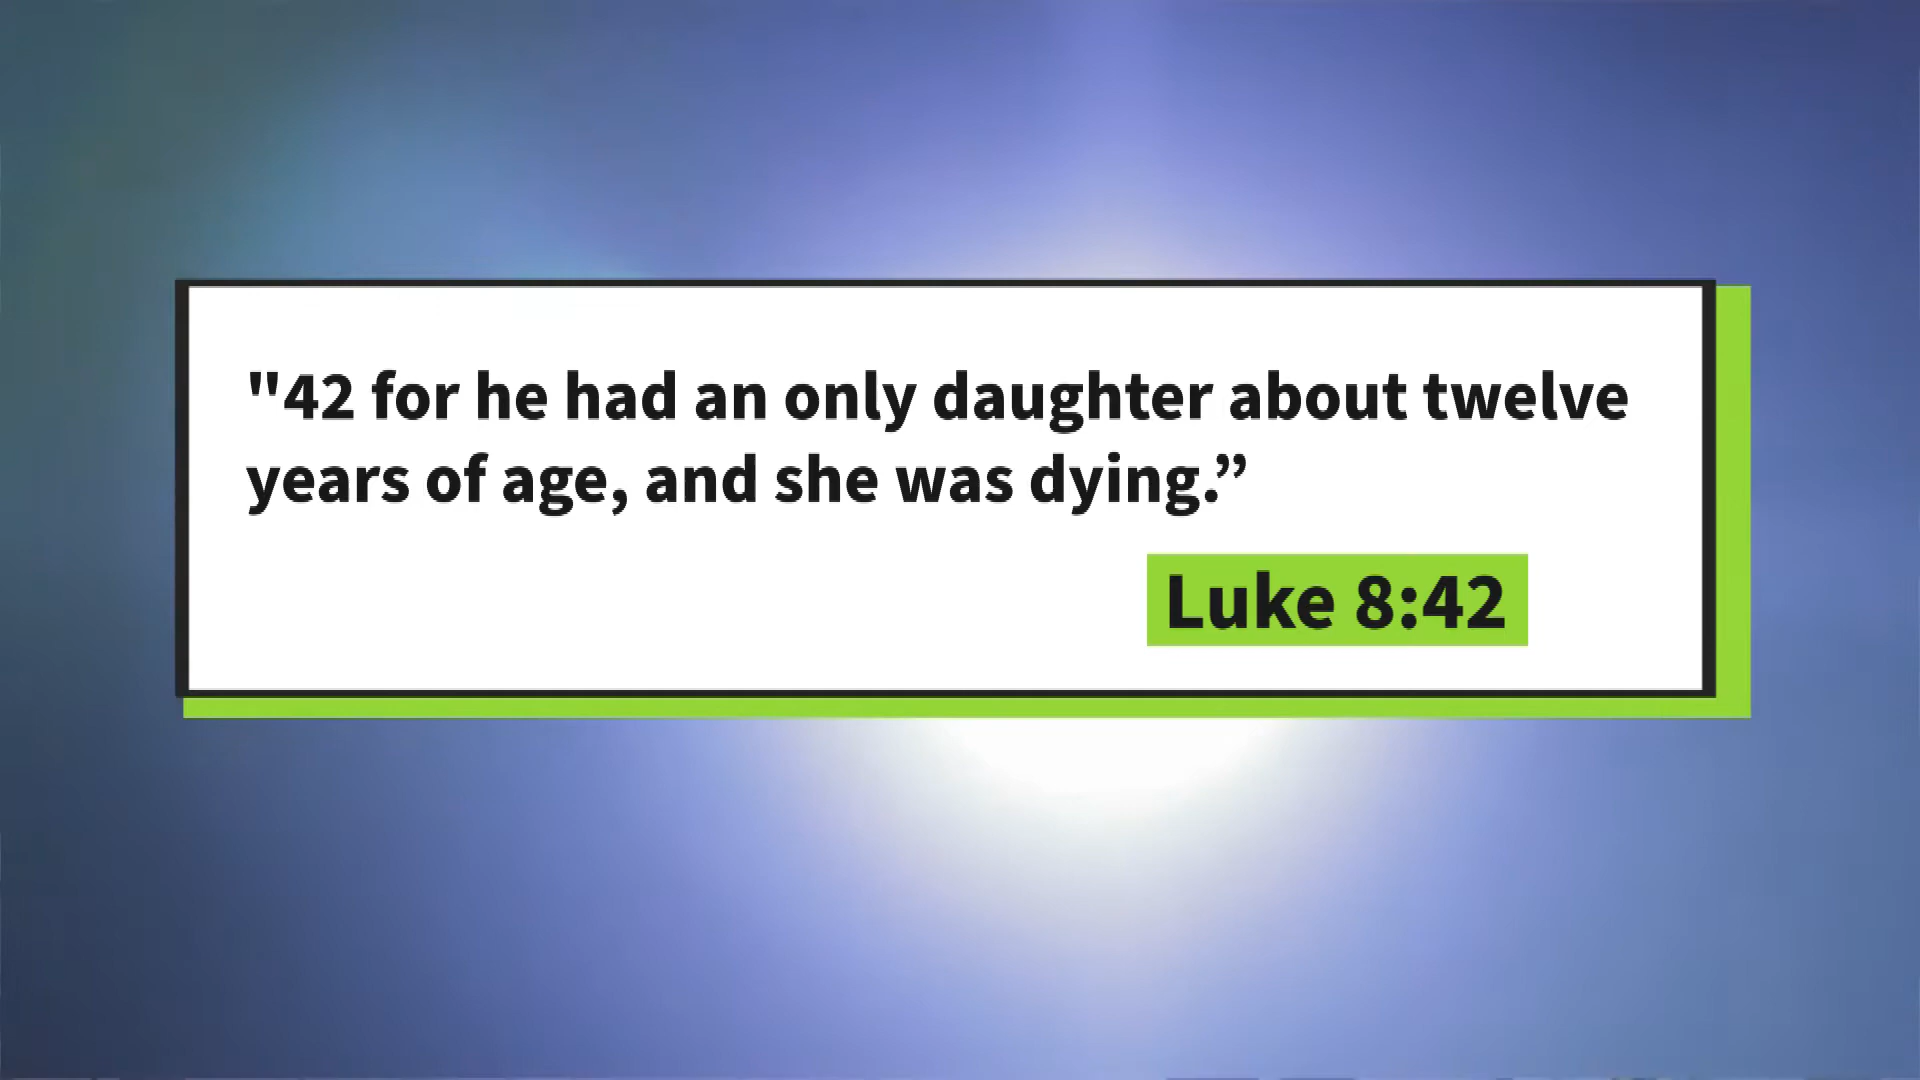 "42 for he had an only daughter about twelve
years of age, and she was dying.”
Luke 8:42